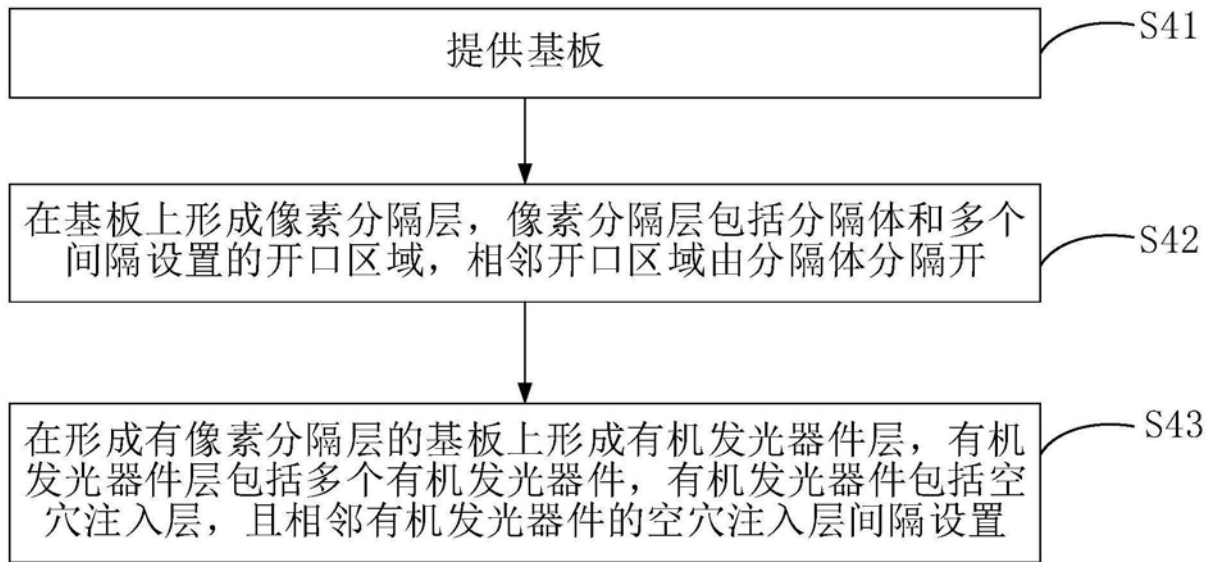 提供基板
S41
在基板上形成像素分隔层，像素分隔层包括分隔体和多个
间隔设置的开口区域，相邻开口区域由分隔体分隔开
S42
在形成有像素分隔层的基板上形成有机发光器件层，有机
发光器件层包括多个有机发光器件，有机发光器件包括空
穴注入层，且相邻有机发光器件的空穴注入层间隔设置
S43